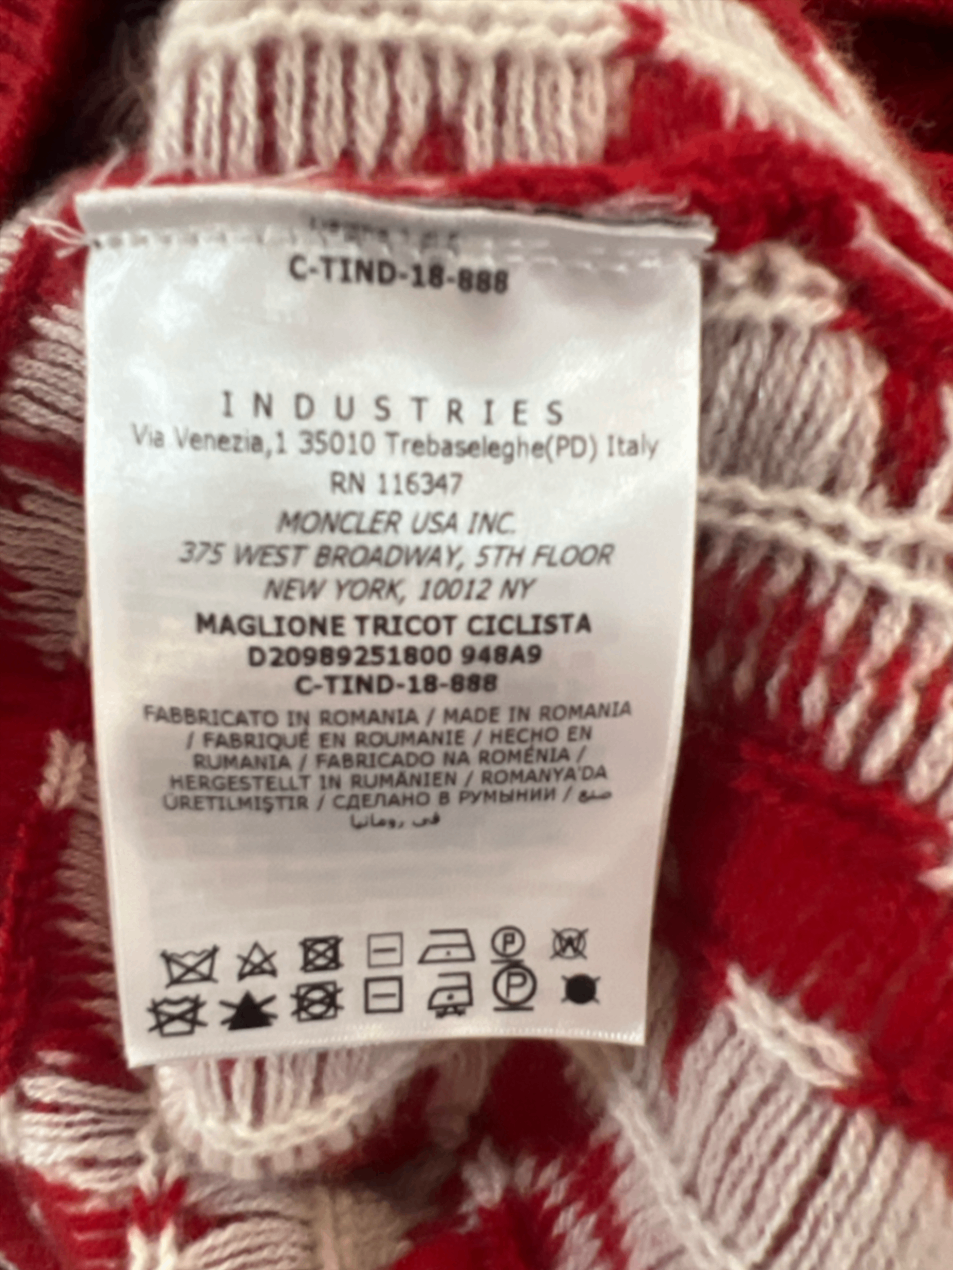 C-TIND-18-888
INDUSTRIES
Via Venezia,1 35010 Trebaseleghe(PD) Italy
RN 116347
MONCLER USA INC.
375 WEST BROADWAY, 5TH FLOOR
NEW YORK, 10012 NY
MAGLIONE TRICOT CICLISTA
D20989251800 948A9
C-TIND-18-888
FABBRICATO IN ROMANIA / MADE IN ROMANIA
/ FABRIQUÉ EN ROUMANIE / HECHO EN
RUMANIA / FABRICADO NA ROMÉNIA /
HERGESTELLT IN RUMÄNIEN / ROMANYA'DA
ÜRETILMIŞTIR / СДЕЛАНО В РУМЫНИИ / صنع
في رومانيا
P W
P